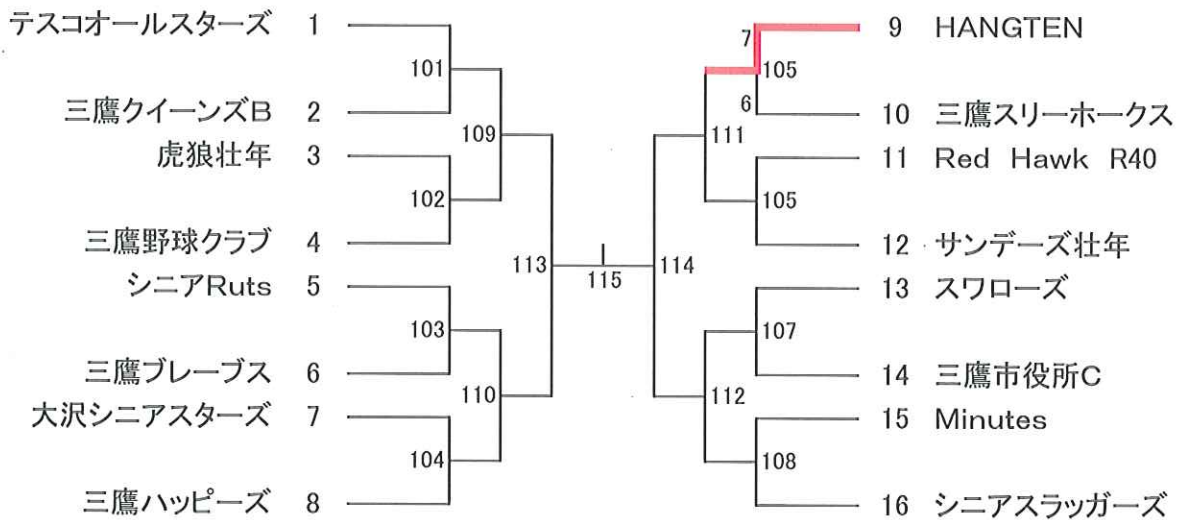 テスコオールスターズ 1
三鷹クイーンズB 2
虎狼壮年 3
三鷹野球クラブ 4
シニアRuts 5
三鷹ブレーブス 6
大沢シニアスターズ 7
三鷹ハッピーズ 8
101
102
103
104
109
110
113
115
114
111
112
7
105
6
105
107
108
9 HANGTEN
10 三鷹スリーホークス
11 Red Hawk R40
12 サンデーズ壮年
13 スワローズ
14 三鷹市役所C
15 Minutes
16 シニアスラッガーズ